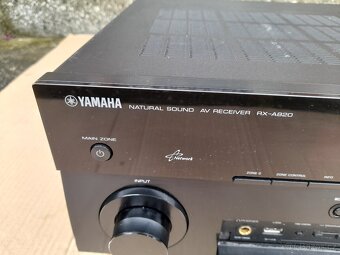 YAMAHA NATURAL SOUND AV RECEIVER RX-A820
MAIN ZONE
Network
ZONE 2 ZONE CONTROL INFO
INPUT